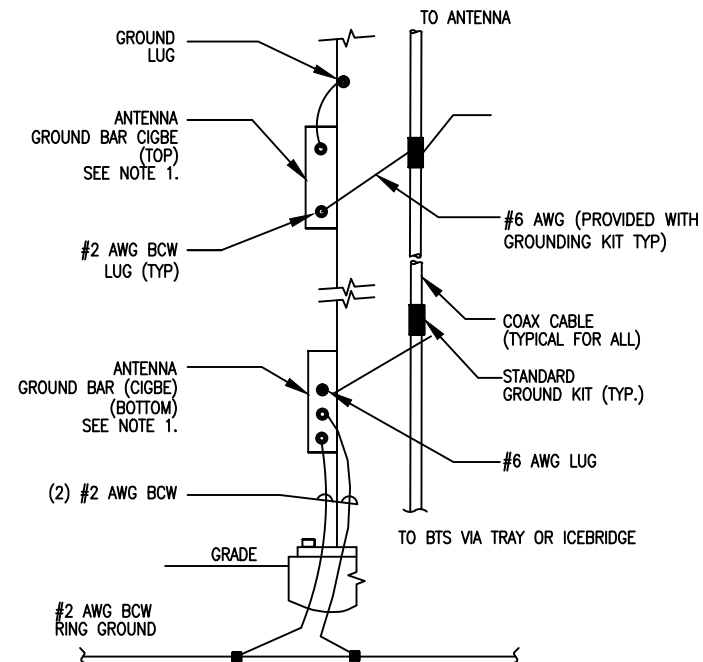 TO ANTENNA
GROUND
LUG
ANTENNA
GROUND BAR CIGBE
(TOP)
SEE NOTE 1.
#6 AWG (PROVIDED WITH
GROUNDING KIT TYP)
#2 AWG BCW
LUG (TYP)
COAX CABLE
(TYPICAL FOR ALL)
ANTENNA
GROUND BAR (CIGBE)
(BOTTOM)
SEE NOTE 1.
STANDARD
GROUND KIT (TYP.)
#6 AWG LUG
(2) #2 AWG BCW
TO BTS VIA TRAY OR ICEBRIDGE
GRADE
#2 AWG BCW
RING GROUND